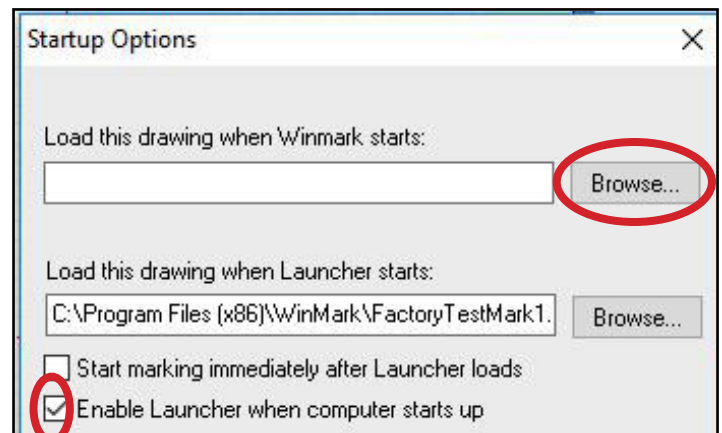 Startup Options
Load this drawing when Winmark starts:
Browse...
Load this drawing when Launcher starts:
C:\Program Files (x86)\WinMark\FactoryTestMark1.
Browse...
Start marking immediately after Launcher loads
Enable Launcher when computer starts up